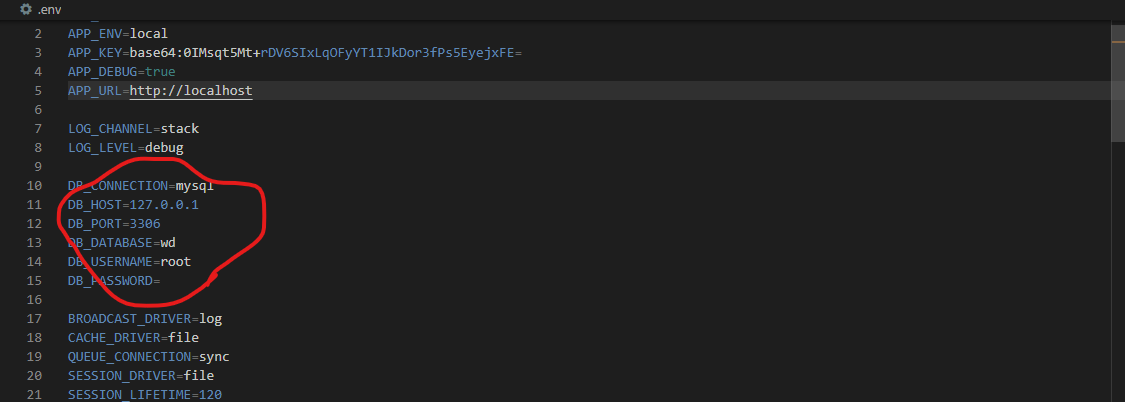 .env
2 APP_ENV=local
3 APP_KEY=base64:0IMsqt5Mt+rDV6SIxLqOFyYT1IJkDor3fPs5EyejxFE=
4 APP_DEBUG=true
5 APP_URL=http://localhost
6
7 LOG_CHANNEL=stack
8 LOG_LEVEL=debug
9
10 DB_CONNECTION=mysql
11 DB_HOST=127.0.0.1
12 DB_PORT=3306
13 DB_DATABASE=wd
14 DB_USERNAME=root
15 DB_PASSWORD=
16
17 BROADCAST_DRIVER=log
18 CACHE_DRIVER=file
19 QUEUE_CONNECTION=sync
20 SESSION_DRIVER=file
21 SESSION_LIFETIME=120